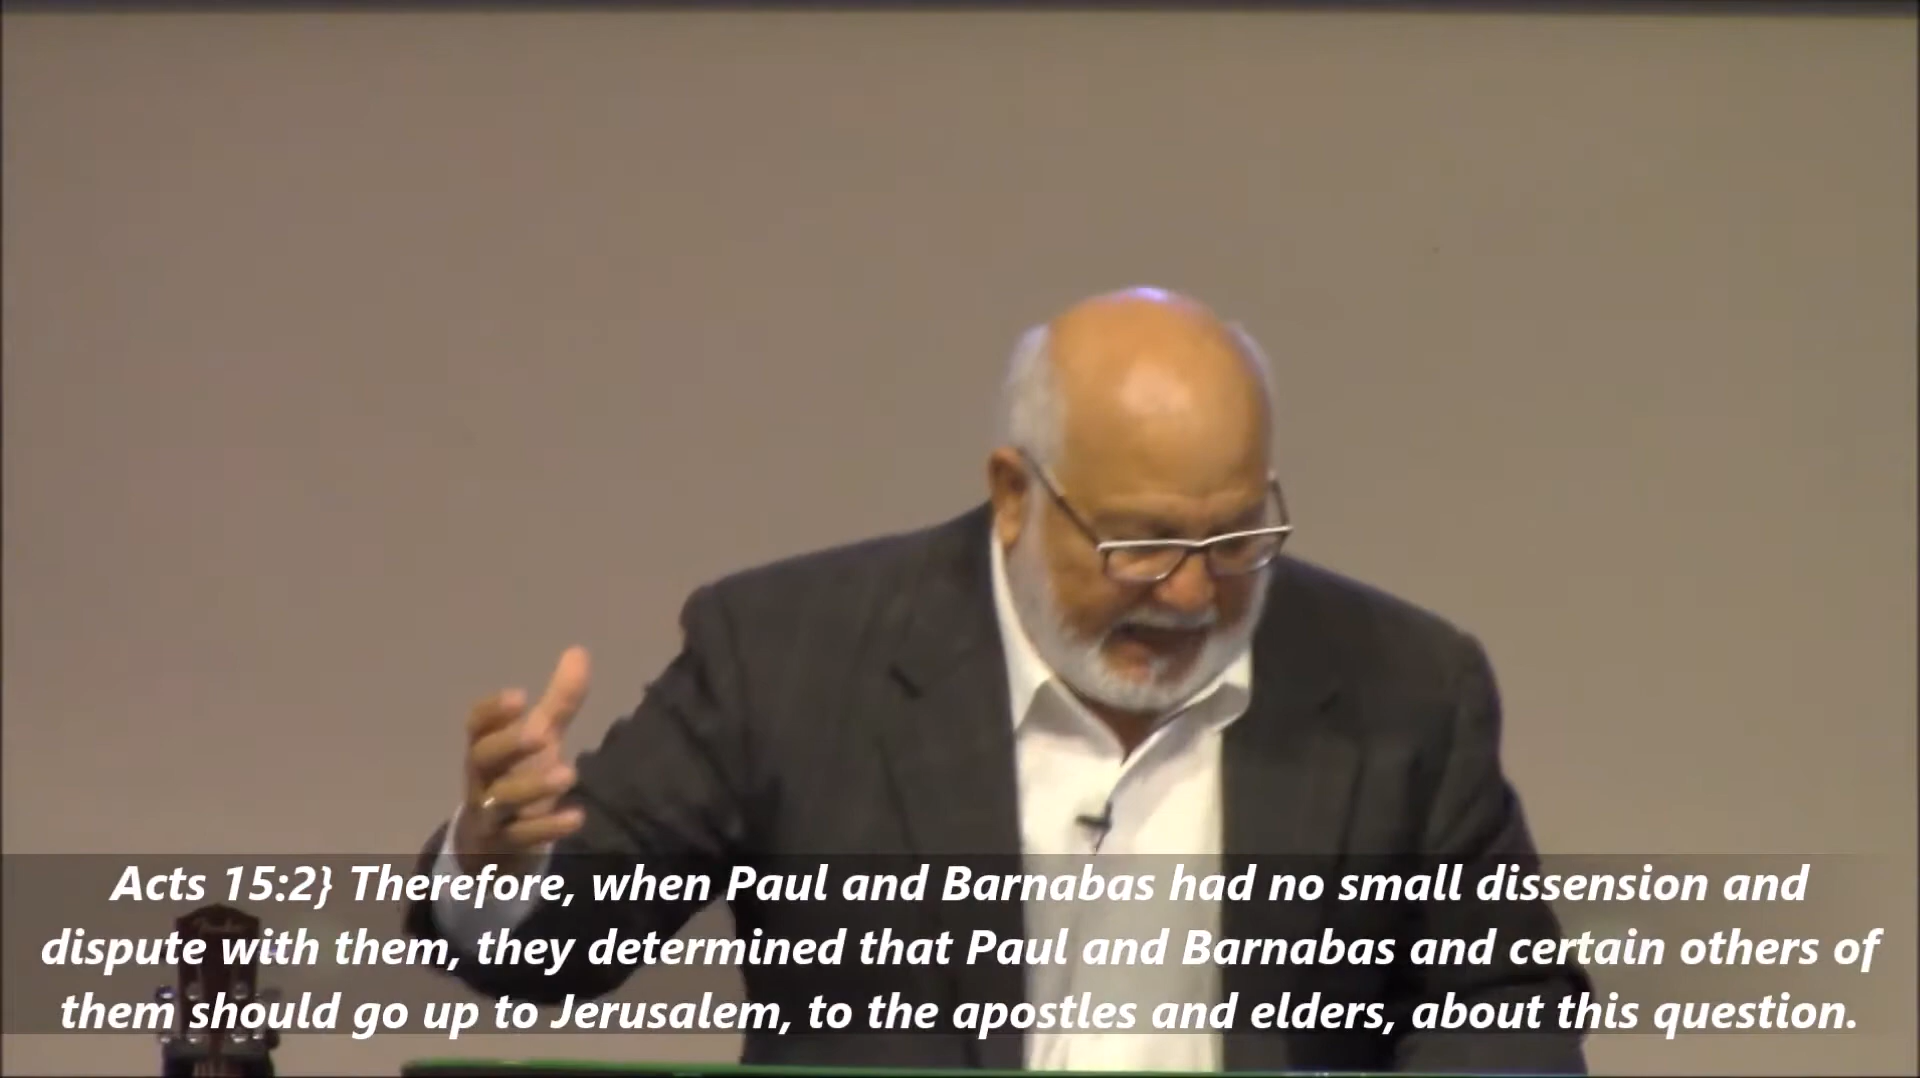 Acts 15:2} Therefore, when Paul and Barnabas had no small dissension and
dispute with them, they determined that Paul and Barnabas and certain others of
them should go up to Jerusalem, to the apostles and elders, about this question.
Fender